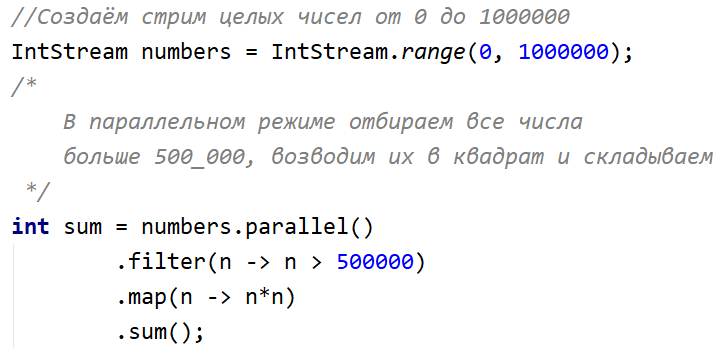 //Создаём стрим целых чисел от 0 до 1000000
IntStream numbers = IntStream.range(0, 1000000);
/*
    В параллельном режиме отбираем все числа
    больше 500_000, возводим их в квадрат и складываем
 */
int sum = numbers.parallel()
        .filter(n -> n > 500000)
        .map(n -> n*n)
        .sum();